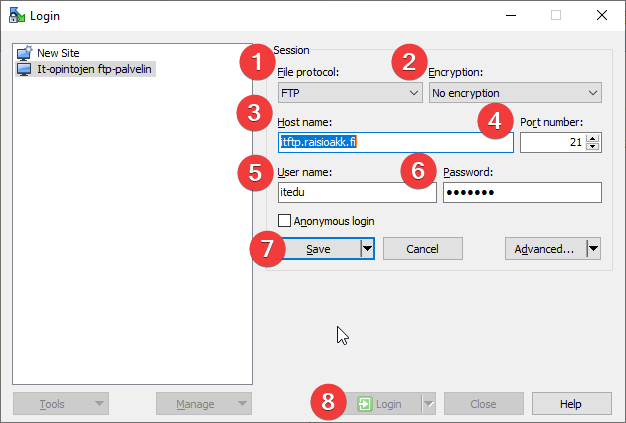 Login
New Site
It-opintojen ftp-palvelin
Session
1 File protocol: 2 Encryption:
FTP No encryption
3 Host name: 4 Port number:
itftp.raisioakk.fi 21
5 User name: 6 Password:
itedu •••••••
Anonymous login
7 Save Cancel Advanced...
Tools Manage 8 Login Close Help